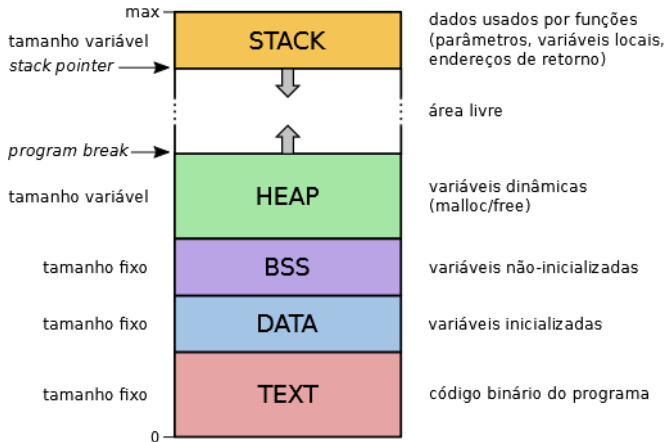 max
tamanho variável
stack pointer
STACK
dados usados por funções
(parâmetros, variáveis locais,
endereços de retorno)
área livre
program break
tamanho variável
HEAP
variáveis dinâmicas
(malloc/free)
tamanho fixo
BSS
variáveis não-inicializadas
tamanho fixo
DATA
variáveis inicializadas
tamanho fixo
TEXT
código binário do programa
0